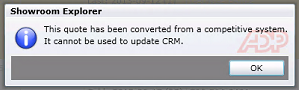 Showroom Explorer
This quote has been converted from a competitive system.
It cannot be used to update CRM.
ADP
OK